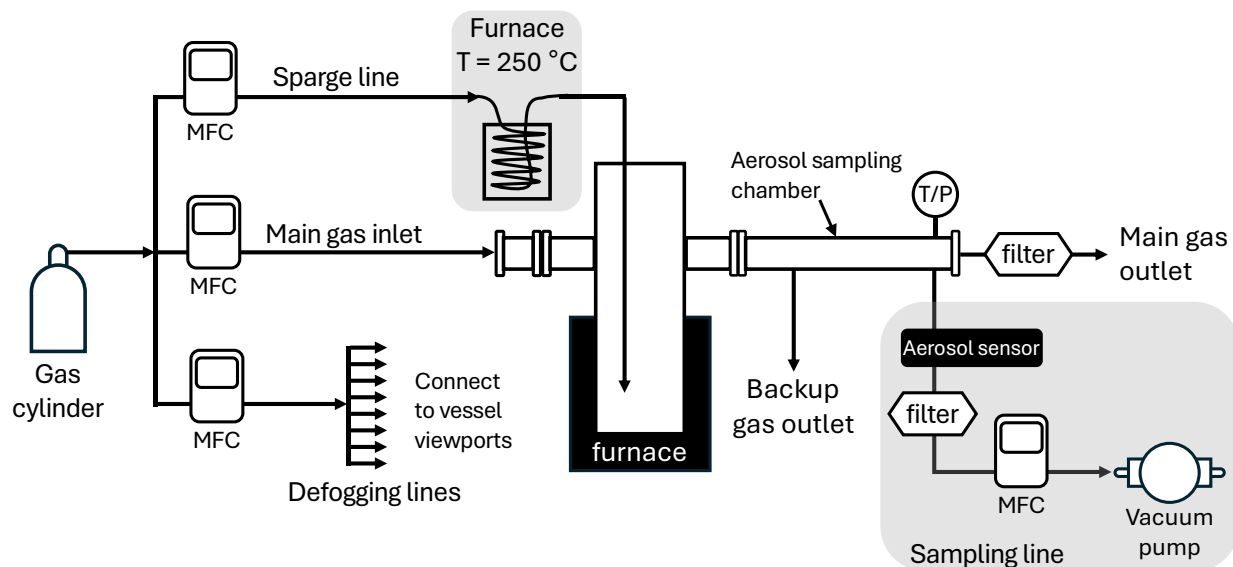 Furnace
T = 250 °C
Sparge line
MFC
Aerosol sampling
chamber
T/P
Main gas inlet
MFC
filter
Main gas
outlet
Gas
cylinder
MFC
Connect
to vessel
viewports
Defogging lines
furnace
Backup
gas outlet
Aerosol sensor
filter
MFC
Vacuum
pump
Sampling line